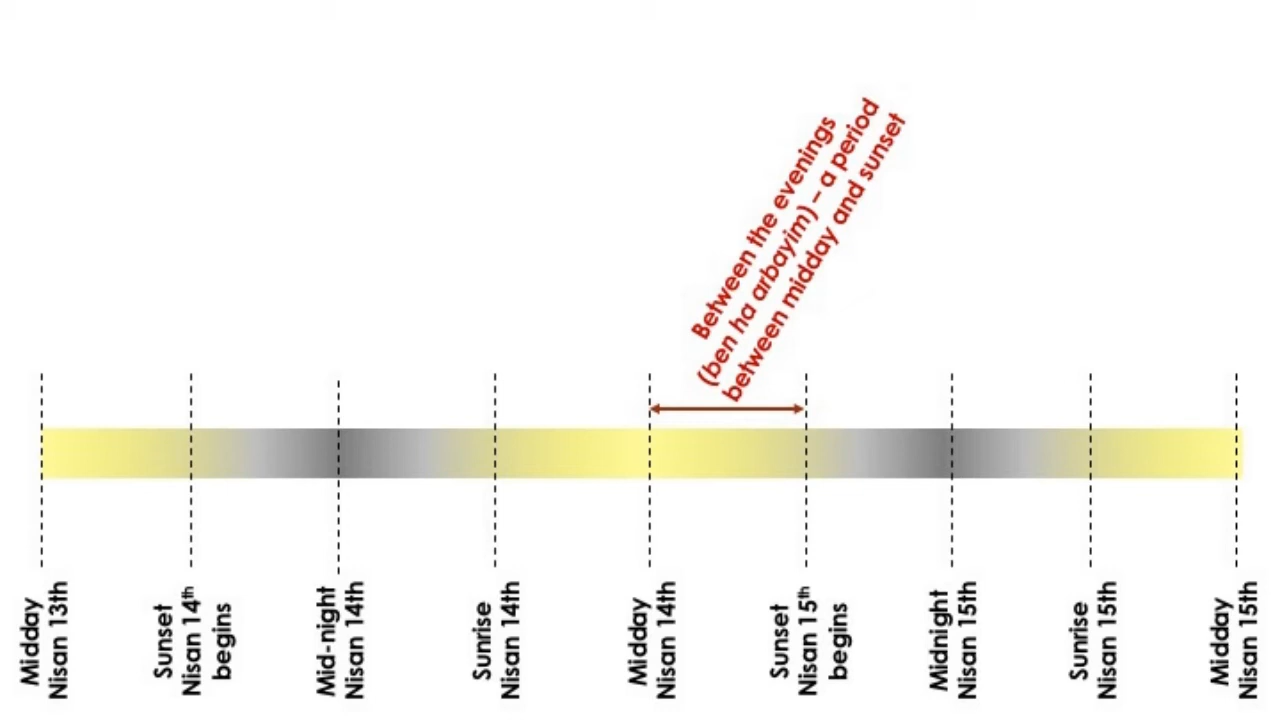 Between the evenings
(ben ha arbayim) – a period
between midday and sunset
Midday
Nisan 13th
Sunset
Nisan 14th
begins
Mid-night
Nisan 14th
Sunrise
Nisan 14th
Midday
Nisan 14th
Sunset
Nisan 15th
begins
Midnight
Nisan 15th
Sunrise
Nisan 15th
Midday
Nisan 15th